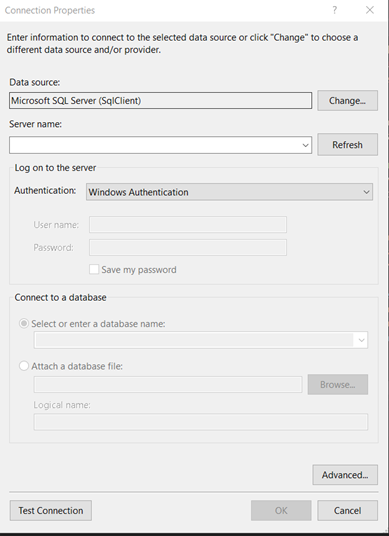 Connection Properties
Enter information to connect to the selected data source or click "Change" to choose a
different data source and/or provider.
Data source:
Microsoft SQL Server (SqlClient)
Change...
Server name:
Refresh
Log on to the server
Authentication:
Windows Authentication
User name:
Password:
Save my password
Connect to a database
Select or enter a database name:
Attach a database file:
Browse...
Logical name:
Advanced...
Test Connection
OK
Cancel